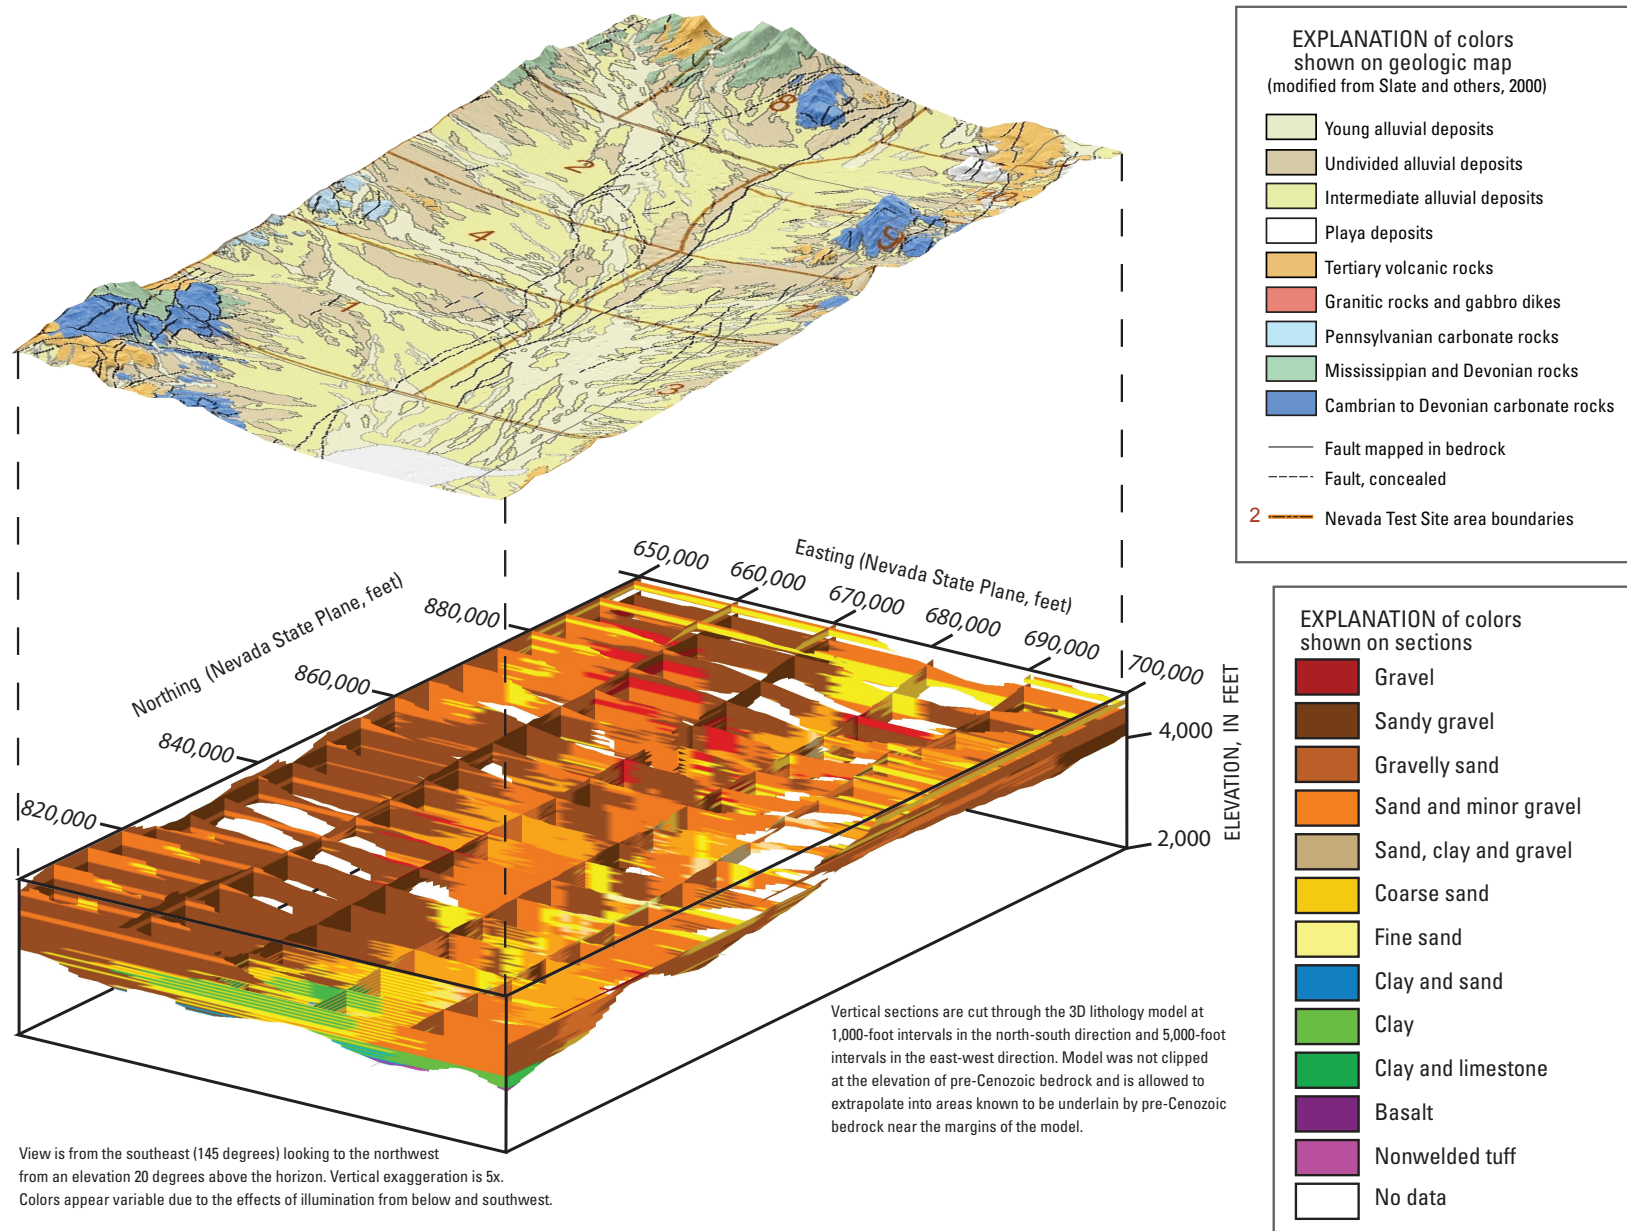 EXPLANATION of colors
shown on geologic map
(modified from Slate and others, 2000)
Young alluvial deposits
Undivided alluvial deposits
Intermediate alluvial deposits
Playa deposits
Tertiary volcanic rocks
Granitic rocks and gabbro dikes
Pennsylvanian carbonate rocks
Mississippian and Devonian rocks
Cambrian to Devonian carbonate rocks
Fault mapped in bedrock
Fault, concealed
2 Nevada Test Site area boundaries
8
2
4
9
1
7
3
Easting (Nevada State Plane, feet)
650,000
660,000
670,000
680,000
690,000
700,000
Northing (Nevada State Plane, feet)
880,000
860,000
840,000
820,000
4,000
2,000
ELEVATION, IN FEET
EXPLANATION of colors
shown on sections
Gravel
Sandy gravel
Gravelly sand
Sand and minor gravel
Sand, clay and gravel
Coarse sand
Fine sand
Clay and sand
Clay
Clay and limestone
Basalt
Nonwelded tuff
No data
Vertical sections are cut through the 3D lithology model at
1,000-foot intervals in the north-south direction and 5,000-foot
intervals in the east-west direction. Model was not clipped
at the elevation of pre-Cenozoic bedrock and is allowed to
extrapolate into areas known to be underlain by pre-Cenozoic
bedrock near the margins of the model.
View is from the southeast (145 degrees) looking to the northwest
from an elevation 20 degrees above the horizon. Vertical exaggeration is 5x.
Colors appear variable due to the effects of illumination from below and southwest.